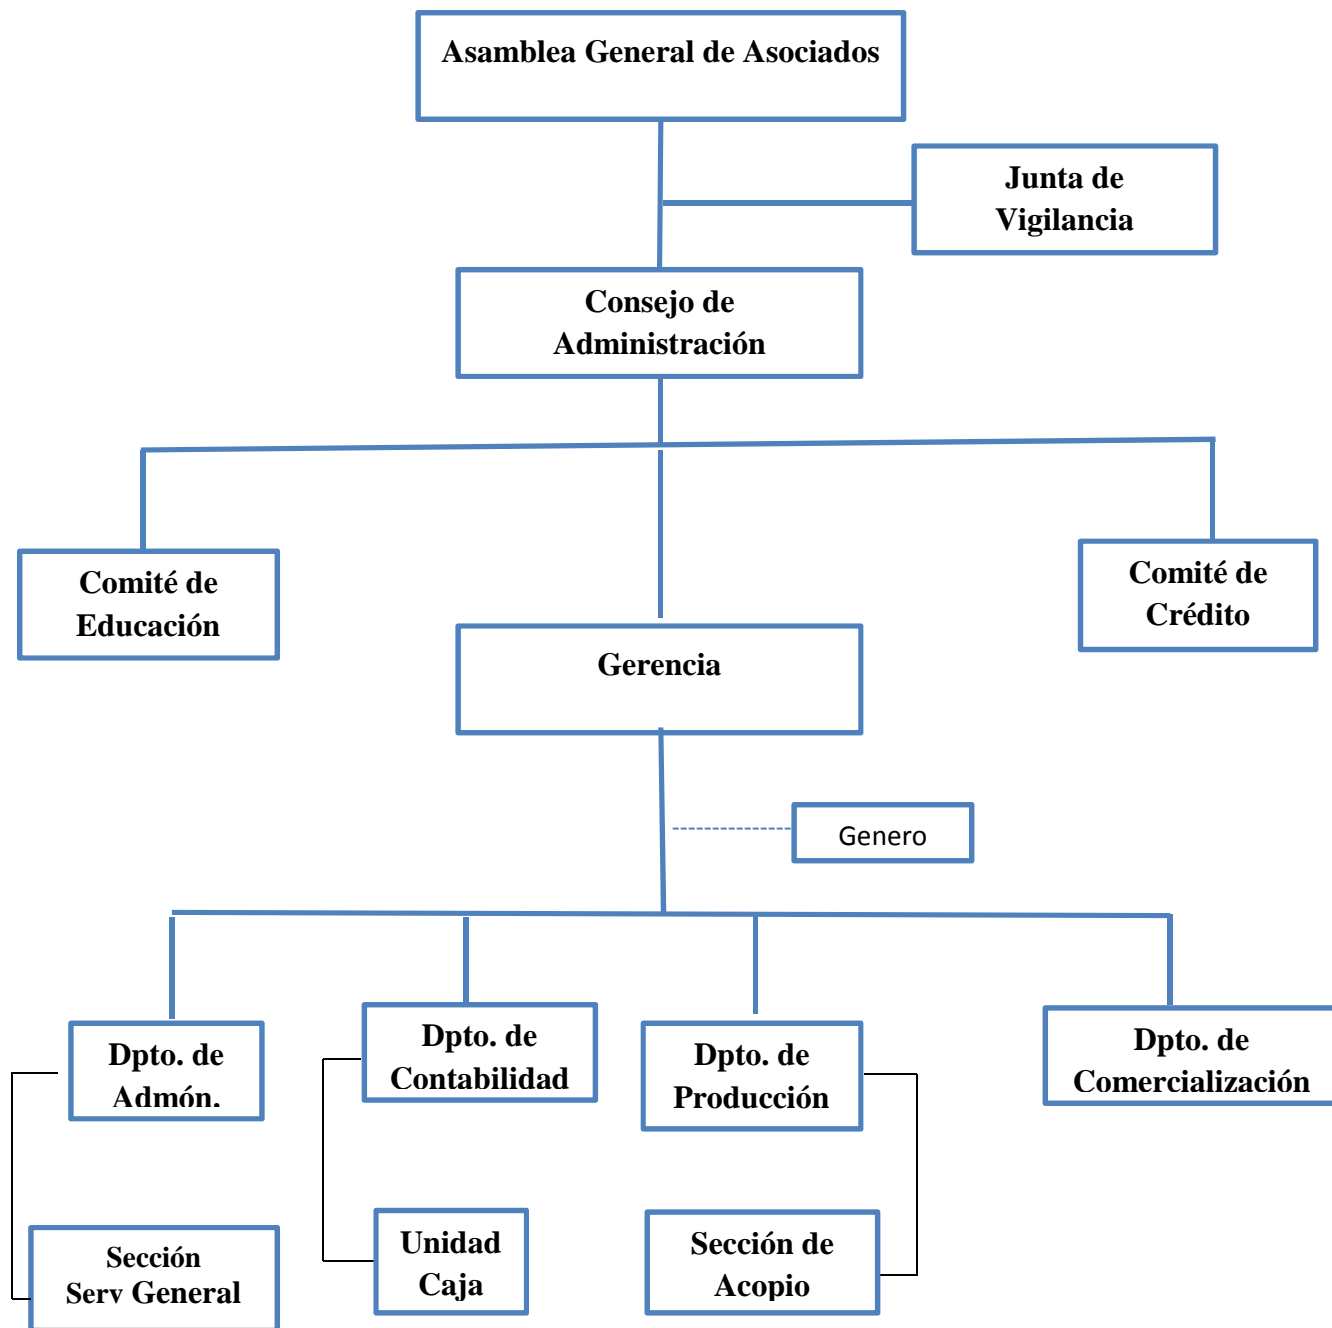 Asamblea General de Asociados
Junta de
Vigilancia
Consejo de
Administración
Comité de
Educación
Comité de
Crédito
Gerencia
Genero
Dpto. de
Admón.
Dpto. de
Contabilidad
Dpto. de
Producción
Dpto. de
Comercialización
Sección
Serv General
Unidad
Caja
Sección de
Acopio